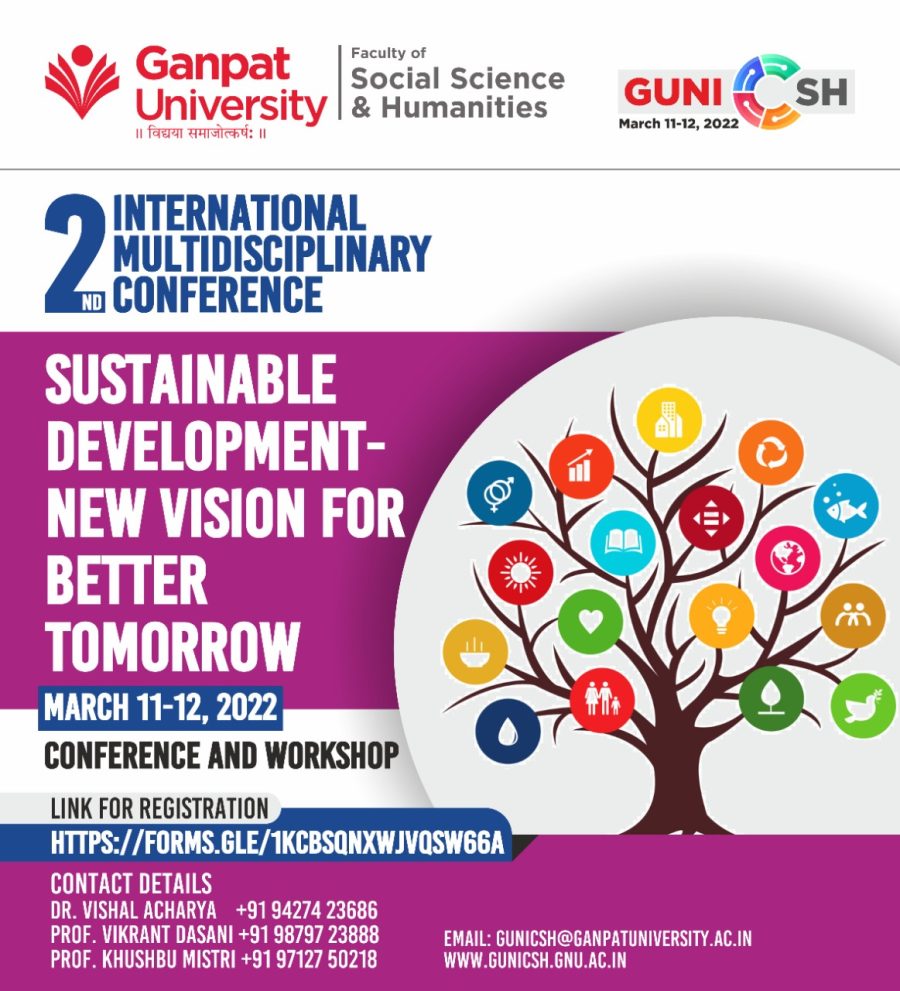 Ganpat
University
॥ विद्यया समाजोत्कर्षः ॥
Faculty of
Social Science
& Humanities
GUNI C SH
March 11-12, 2022
2ND
INTERNATIONAL
MULTIDISCIPLINARY
CONFERENCE
SUSTAINABLE
DEVELOPMENT-
NEW VISION FOR
BETTER
TOMORROW
MARCH 11-12, 2022
CONFERENCE AND WORKSHOP
LINK FOR REGISTRATION
HTTPS://FORMS.GLE/1KCBSQNXWJVQSW66A
CONTACT DETAILS
DR. VISHAL ACHARYA +91 94274 23686
PROF. VIKRANT DASANI +91 98797 23888
PROF. KHUSHBU MISTRI +91 97127 50218
EMAIL: GUNICSH@GANPATUNIVERSITY.AC.IN
WWW.GUNICSH.GNU.AC.IN